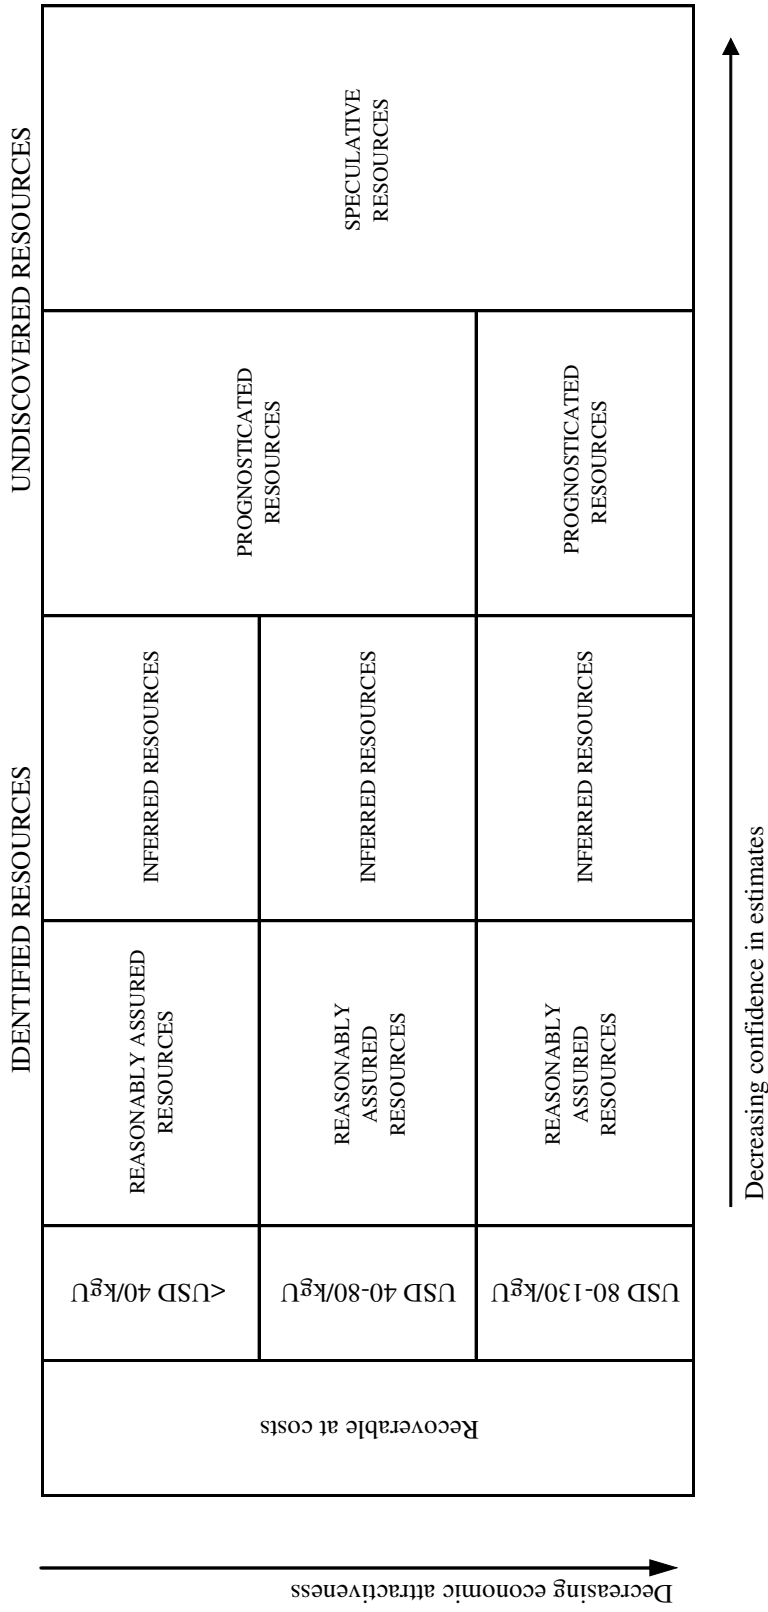 IDENTIFIED RESOURCES
UNDISCOVERED RESOURCES
Decreasing economic attractiveness
Recoverable at costs
<USD 40/kgU
REASONABLY ASSURED
RESOURCES
INFERRED RESOURCES
PROGNOSTICATED
RESOURCES
SPECULATIVE
RESOURCES
USD 40-80/kgU
REASONABLY
ASSURED
RESOURCES
INFERRED RESOURCES
USD 80-130/kgU
REASONABLY
ASSURED
RESOURCES
INFERRED RESOURCES
PROGNOSTICATED
RESOURCES
Decreasing confidence in estimates